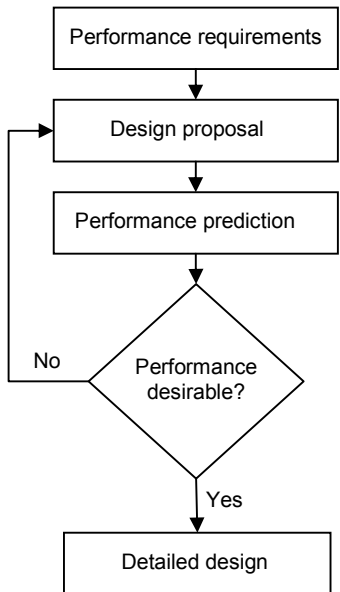 Performance requirements
Design proposal
Performance prediction
Performance
desirable?
No
Yes
Detailed design